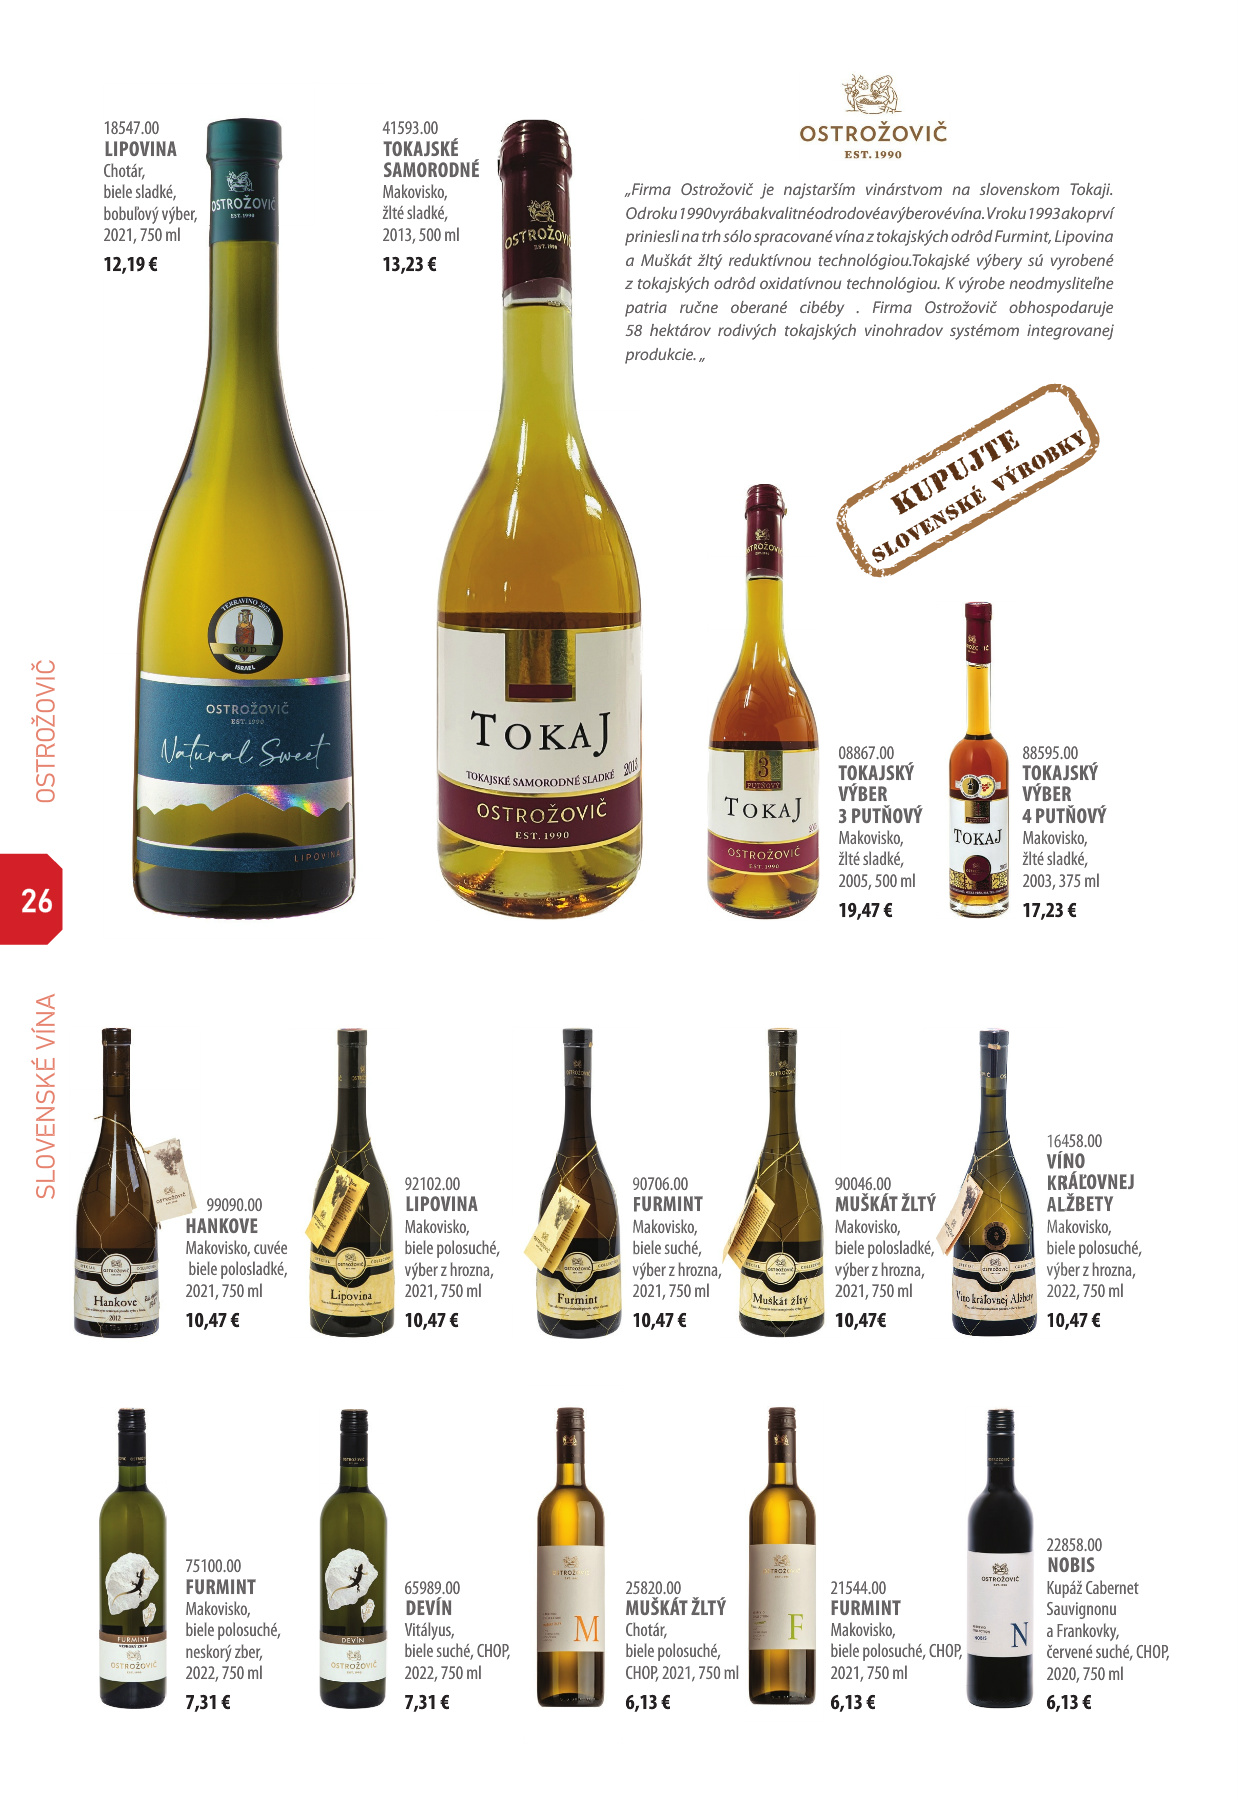 OSTROŽOVIČ
EST. 1990
„Firma Ostrožovič je najstarším vinárstvom na slovenskom Tokaji.
Od roku 1990 vyrába kvalitné odrodové a výberové vína. V roku 1993 ako prví
priniesli na trh sólo spracované vína z tokajských odrôd Furmint, Lipovina
a Muškát žltý reduktívnou technológiou.Tokajské výbery sú vyrobené
z tokajských odrôd oxidatívnou technológiou. K výrobe neodmysliteľne
patria ručne oberané cibéby . Firma Ostrožovič obhospodaruje
58 hektárov rodivých tokajských vinohradov systémom integrovanej
produkcie. „
KUPUJTE
SLOVENSKÉ VÝROBKY
18547.00
LIPOVINA
Chotár,
biele sladké,
bobuľový výber,
2021, 750 ml
12,19 €
OSTROŽOVIČ
EST. 1990
TERRAVINO 2023
GOLD
ISRAEL
OSTROŽOVIČ
EST. 1990
Natural Sweet
LIPOVINA
41593.00
TOKAJSKÉ
SAMORODNÉ
Makovisko,
žlté sladké,
2013, 500 ml
13,23 €
OSTROŽOVIČ
TOKAJ
TOKAJSKÉ SAMORODNÉ SLADKÉ 2013
OSTROŽOVIČ
EST. 1990
OSTROŽOVIČ
3
PUTŇOVÝ
TOKAJ
OSTROŽOVIČ
EST. 1990
08867.00
TOKAJSKÝ
VÝBER
3 PUTŇOVÝ
Makovisko,
žlté sladké,
2005, 500 ml
19,47 €
TOKAJ
88595.00
TOKAJSKÝ
VÝBER
4 PUTŇOVÝ
Makovisko,
žlté sladké,
2003, 375 ml
17,23 €
OSTROŽOVIČ
26
SLOVENSKÉ VÍNA
99090.00
HANKOVE
Makovisko, cuvée
biele polosladké,
2021, 750 ml
10,47 €
OSTROŽOVIČ
Hankove
2012
92102.00
LIPOVINA
Makovisko,
biele polosuché,
výber z hrozna,
2021, 750 ml
10,47 €
OSTROŽOVIČ
Lipovina
90706.00
FURMINT
Makovisko,
biele suché,
výber z hrozna,
2021, 750 ml
10,47 €
OSTROŽOVIČ
Furmint
90046.00
MUŠKÁT ŽLTÝ
Makovisko,
biele polosladké,
výber z hrozna,
2021, 750 ml
10,47€
OSTROŽOVIČ
Muškát žltý
16458.00
VÍNO
KRÁĽOVNEJ
ALŽBETY
Makovisko,
biele polosuché,
výber z hrozna,
2022, 750 ml
10,47 €
OSTROŽOVIČ
Víno kráľovnej Alžbety
75100.00
FURMINT
Makovisko,
biele polosuché,
neskorý zber,
2022, 750 ml
7,31 €
FURMINT
OSTROŽOVIČ
65989.00
DEVÍN
Vitályus,
biele suché, CHOP,
2022, 750 ml
7,31 €
DEVÍN
OSTROŽOVIČ
25820.00
MUŠKÁT ŽLTÝ
Chotár,
biele polosuché,
CHOP, 2021, 750 ml
6,13 €
OSTROŽOVIČ
M
21544.00
FURMINT
Makovisko,
biele polosuché, CHOP,
2021, 750 ml
6,13 €
F
22858.00
NOBIS
Kupáž Cabernet
Sauvignonu
a Frankovky,
červené suché, CHOP,
2020, 750 ml
6,13 €
OSTROŽOVIČ
NOBIS
N